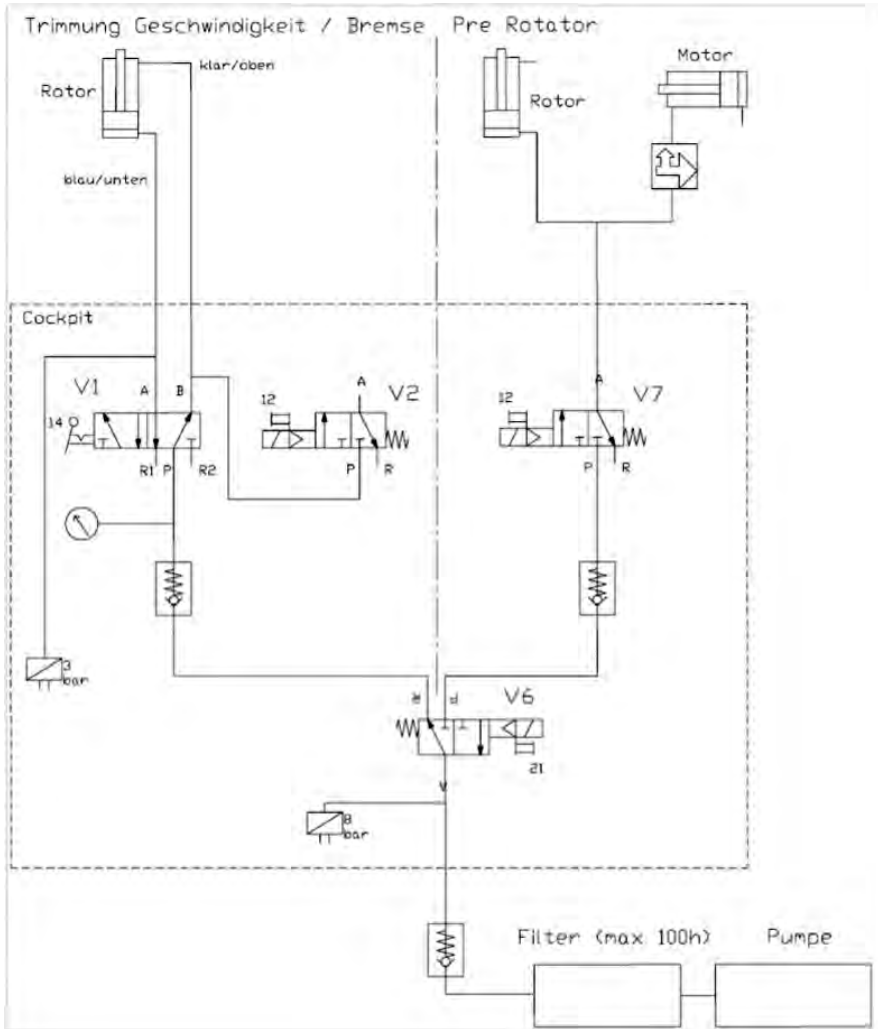 Trimmung Geschwindigkeit / Bremse
Pre Rotator
klar/oben
Rotor
blau/unten
Motor
Rotor
Cockpit
V1
A
B
14
R1
P
R2
12
A
V2
P
R
12
A
V7
P
R
3
bar
R
P
V6
21
A
8
bar
Filter (max 100h)
Pumpe